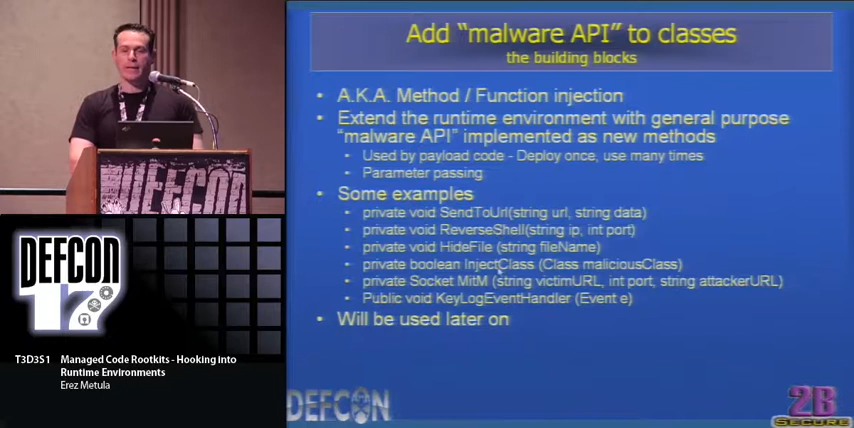 Add “malware API” to classes
the building blocks
• A.K.A. Method / Function injection
• Extend the runtime environment with general purpose
“malware API” implemented as new methods
• Used by payload code - Deploy once, use many times
• Parameter passing
• Some examples
• private void SendToUrl(string url, string data)
• private void ReverseShell(string ip, int port)
• private void HideFile (string fileName)
• private boolean InjectClass (Class maliciousClass)
• private Socket MitM (string victimURL, int port, string attackerURL)
• Public void KeyLogEventHandler (Event e)
• Will be used later on
DEFCON
DEFCON
17
T3D3S1 Managed Code Rootkits - Hooking into
Runtime Environments
Erez Metula
DEFCON
2B
SECURE